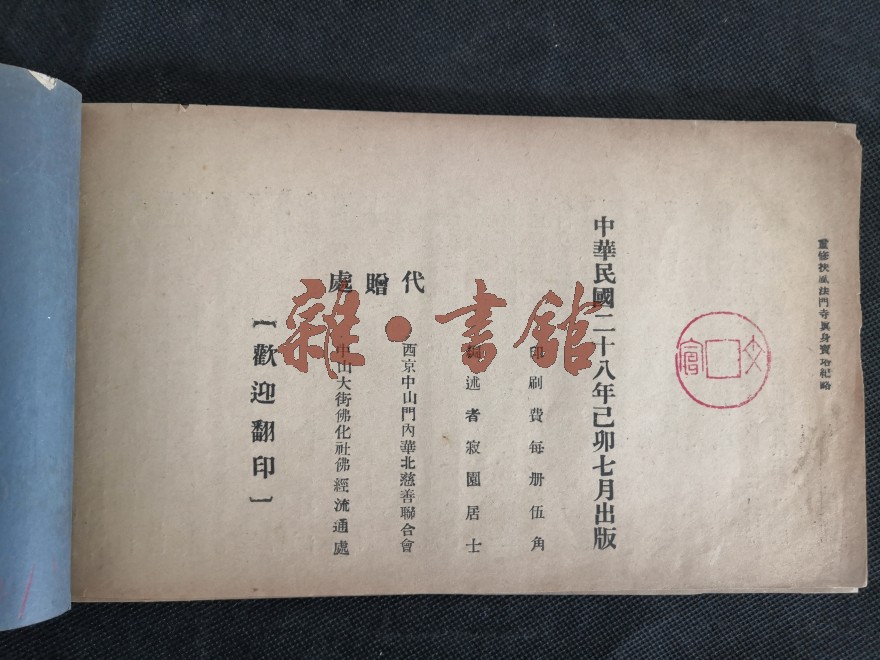 重修扶風法門寺真身寶塔紀略
中華民國二十八年己卯七月出版
印刷費每册伍角
述者寂園居士
代贈處
西京中山門內華北慈善聯合會
中山大街佛化社佛經流通處
【歡迎翻印】
雜·書館